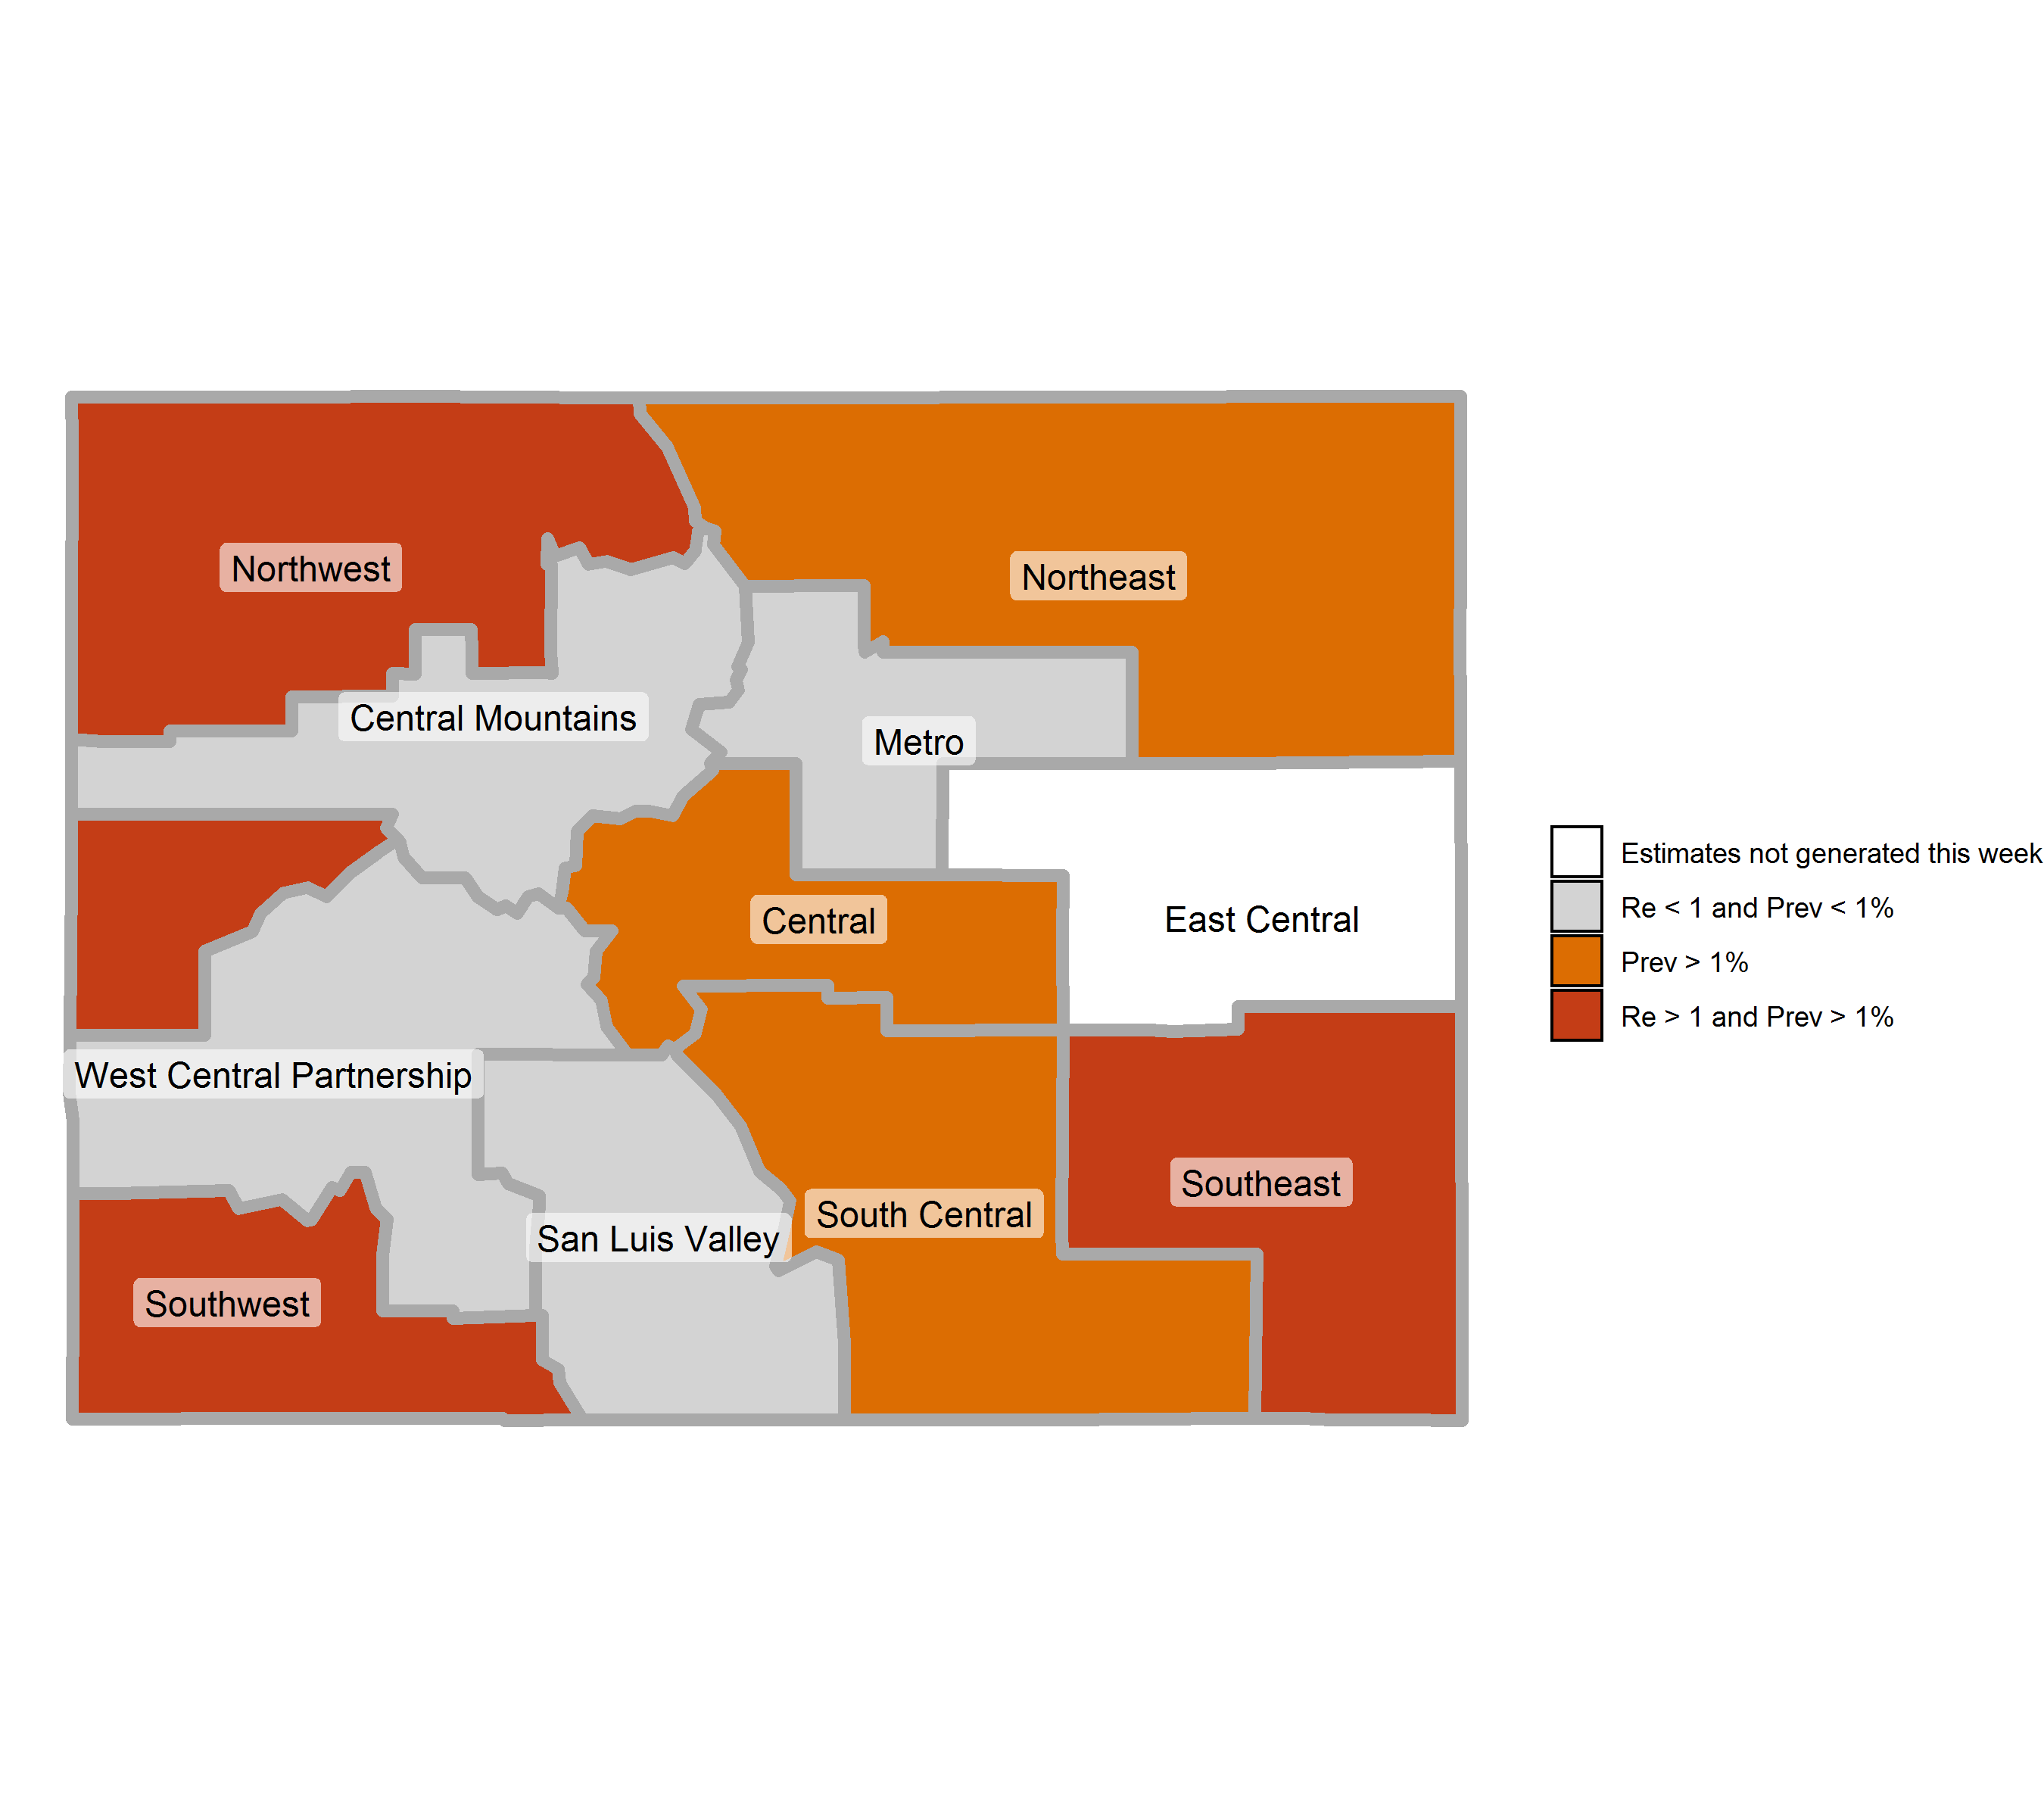 Northwest
Northeast
Central Mountains
Metro
Central
East Central
West Central Partnership
Southeast
South Central
San Luis Valley
Southwest
Estimates not generated this week
Re < 1 and Prev < 1%
Prev > 1%
Re > 1 and Prev > 1%